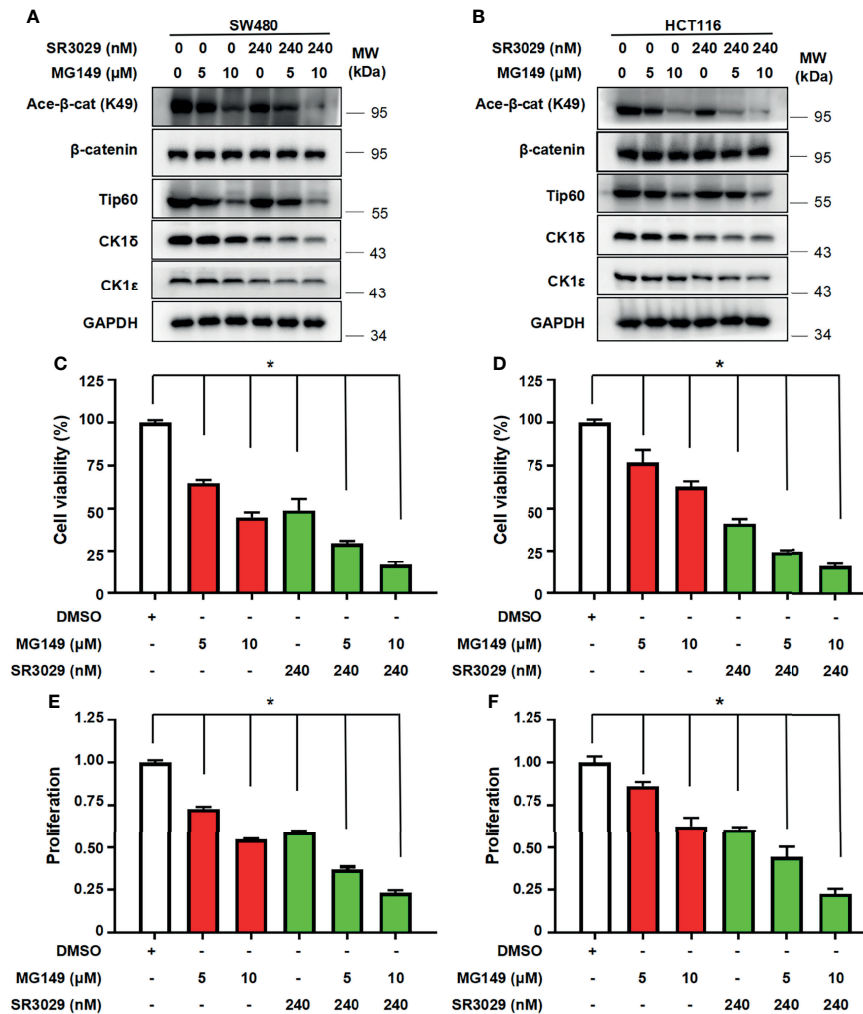 A
SW480
SR3029 (nM) 0 0 0 240 240 240
MG149 (μM) 0 5 10 0 5 10
MW
(kDa)
Ace-β-cat (K49)
95
β-catenin
95
Tip60
55
CK1δ
43
CK1ε
43
GAPDH
34
B
HCT116
SR3029 (nM) 0 0 0 240 240 240
MG149 (μM) 0 5 10 0 5 10
MW
(kDa)
Ace-β-cat (K49)
95
β-catenin
95
Tip60
55
CK1δ
43
CK1ε
43
GAPDH
34
C
*
Cell viability (%)
125
100
75
50
25
0
DMSO + - - - - -
MG149 (μM) - 5 10 - 5 10
SR3029 (nM) - - - 240 240 240
D
*
Cell viability (%)
125
100
75
50
25
0
DMSO + - - - - -
MG149 (μM) - 5 10 - 5 10
SR3029 (nM) - - - 240 240 240
E
*
Proliferation
1.25
1.00
0.75
0.50
0.25
0
DMSO + - - - - -
MG149 (μM) - 5 10 - 5 10
SR3029 (nM) - - - 240 240 240
F
*
Proliferation
1.25
1.00
0.75
0.50
0.25
0
DMSO + - - - - -
MG149 (μM) - 5 10 - 5 10
SR3029 (nM) - - - 240 240 240